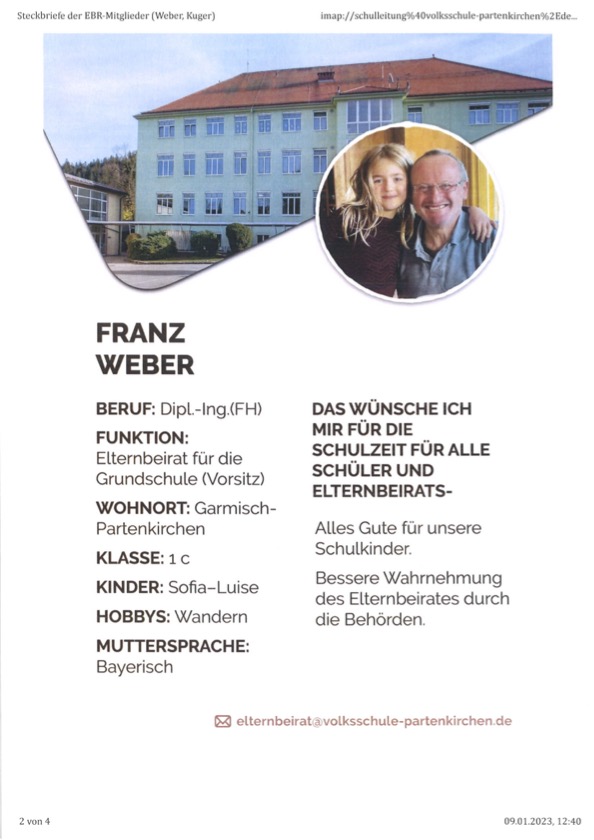 Steckbriefe der EBR-Mitglieder (Weber, Kuger)
imap://schulleitung%40volksschule-partenkirchen%2Ede...
FRANZ
WEBER
BERUF: Dipl.-Ing.(FH)
FUNKTION:
Elternbeirat für die
Grundschule (Vorsitz)
WOHNORT: Garmisch-
Partenkirchen
KLASSE: 1 c
KINDER: Sofia–Luise
HOBBYS: Wandern
MUTTERSPRACHE:
Bayerisch
DAS WÜNSCHE ICH
MIR FÜR DIE
SCHULZEIT FÜR ALLE
SCHÜLER UND
ELTERNBEIRATS-
Alles Gute für unsere
Schulkinder.
Bessere Wahrnehmung
des Elternbeirates durch
die Behörden.
elternbeirat@volksschule-partenkirchen.de
2 von 4
09.01.2023, 12:40